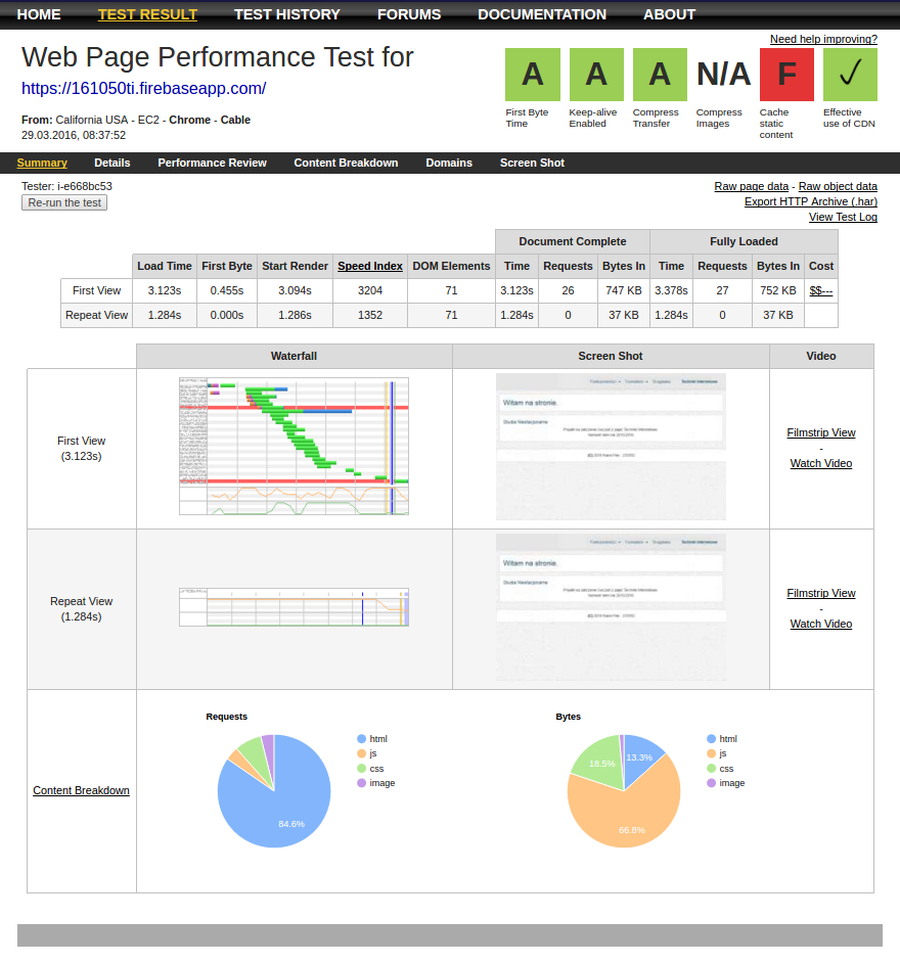 HOME TEST RESULT TEST HISTORY FORUMS DOCUMENTATION ABOUT
Need help improving?
Web Page Performance Test for
https://161050ti.firebaseapp.com/
From: California USA - EC2 - Chrome - Cable
29.03.2016, 08:37:52
A A A N/A F ✓
First Byte Time
Keep-alive Enabled
Compress Transfer
Compress Images
Cache static content
Effective use of CDN
Summary Details Performance Review Content Breakdown Domains Screen Shot
Tester: i-e668bc53
Re-run the test
Raw page data - Raw object data
Export HTTP Archive (.har)
View Test Log
Document Complete Fully Loaded
Load Time First Byte Start Render Speed Index DOM Elements Time Requests Bytes In Time Requests Bytes In Cost
First View 3.123s 0.455s 3.094s 3204 71 3.123s 26 747 KB 3.378s 27 752 KB $$---
Repeat View 1.284s 0.000s 1.286s 1352 71 1.284s 0 37 KB 1.284s 0 37 KB
Waterfall Screen Shot Video
First View
(3.123s)
Witam na stronie.
Filmstrip View
-
Watch Video
Repeat View
(1.284s)
Witam na stronie.
Filmstrip View
-
Watch Video
Content Breakdown
Requests
html
js
css
image
84.6%
Bytes
html
js
css
image
13.3%
18.5%
66.8%